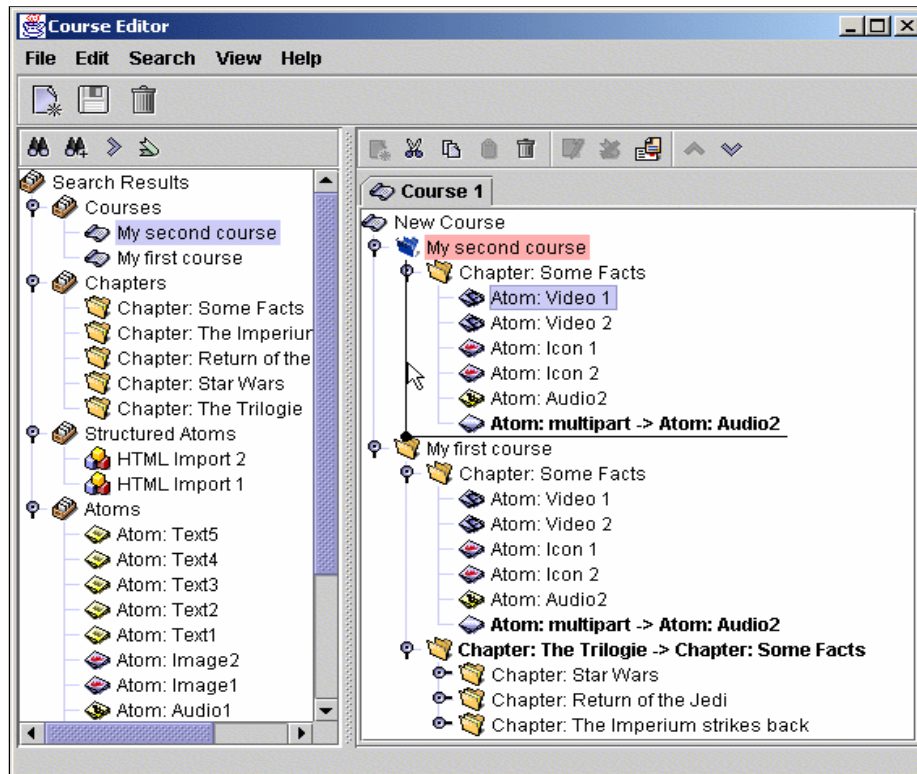 Course Editor
File Edit Search View Help
Search Results
Courses
My second course
My first course
Chapters
Chapter: Some Facts
Chapter: The Imperiur
Chapter: Return of the
Chapter: Star Wars
Chapter: The Trilogie
Structured Atoms
HTML Import 2
HTML Import 1
Atoms
Atom: Text5
Atom: Text4
Atom: Text3
Atom: Text2
Atom: Text1
Atom: Image2
Atom: Image1
Atom: Audio1
Course 1
New Course
My second course
Chapter: Some Facts
Atom: Video 1
Atom: Video 2
Atom: Icon 1
Atom: Icon 2
Atom: Audio2
Atom: multipart -> Atom: Audio2
My first course
Chapter: Some Facts
Atom: Video 1
Atom: Video 2
Atom: Icon 1
Atom: Icon 2
Atom: Audio2
Atom: multipart -> Atom: Audio2
Chapter: The Trilogie -> Chapter: Some Facts
Chapter: Star Wars
Chapter: Return of the Jedi
Chapter: The Imperium strikes back